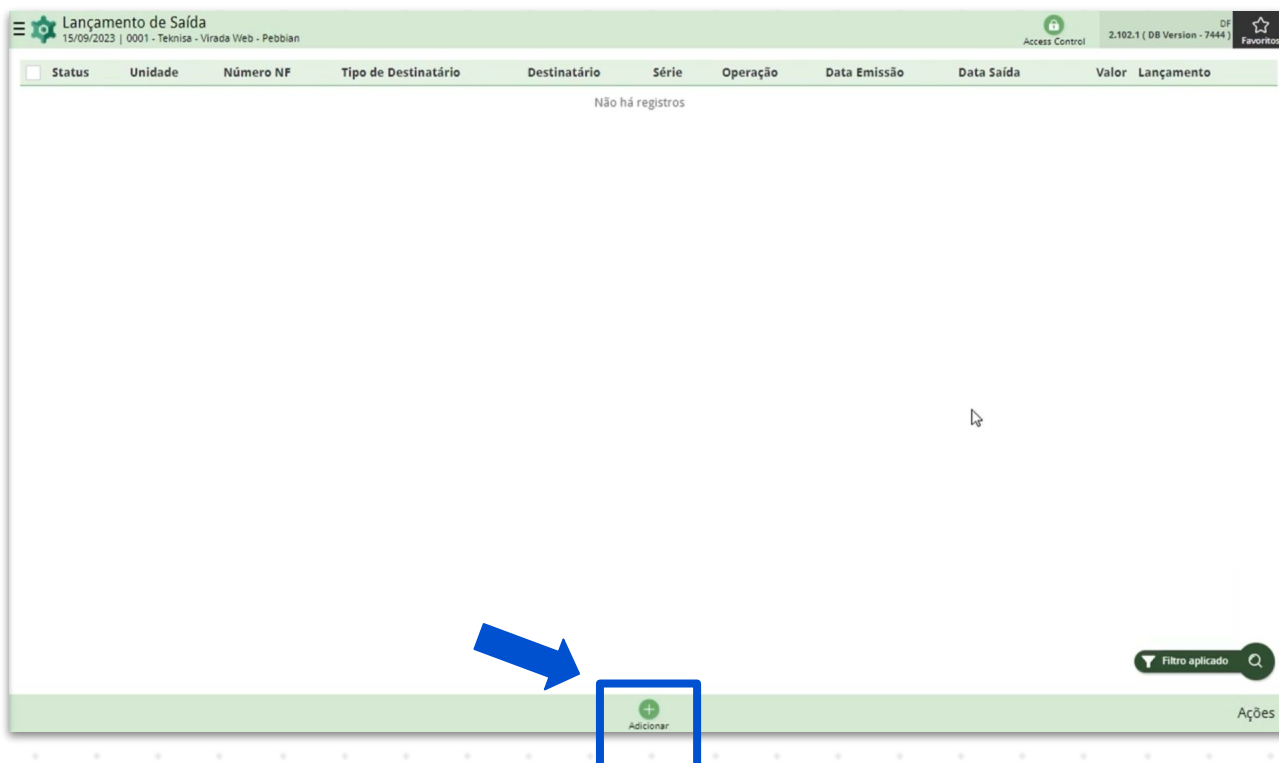 Lançamento de Saída
15/09/2023 | 0001 - Teknisa - Virada Web - Pebbian
Access Control
DF
2.102.1 ( DB Version - 7444 )
Favoritos
Status Unidade Número NF Tipo de Destinatário Destinatário Série Operação Data Emissão Data Saída Valor Lançamento
Não há registros
Filtro aplicado
Adicionar
Ações